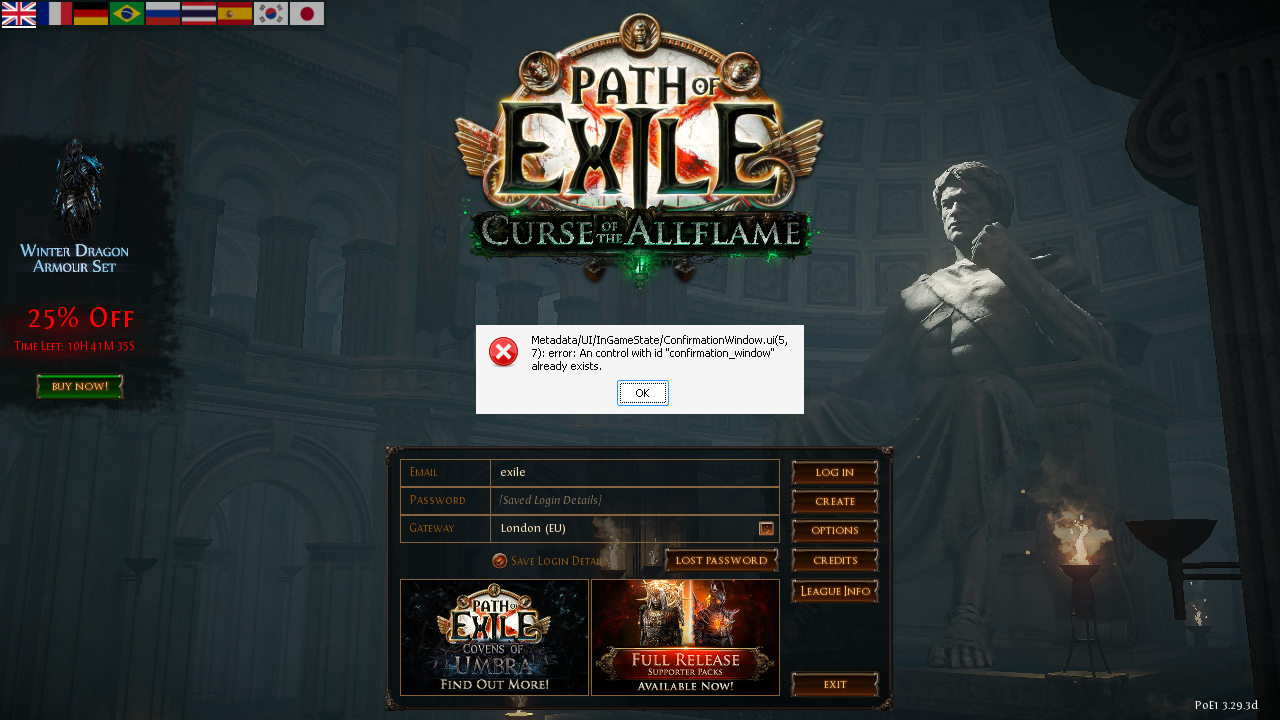 PATH OF
EXILE
CURSE OF THE ALLFLAME
WINTER DRAGON
ARMOUR SET
25% OFF
TIME LEFT: 10H 41M 35S
BUY NOW!
Metadata/UI/InGameState/ConfirmationWindow.ui(5,
7): error: An control with id "confirmation_window"
already exists.
OK
EMAIL
exile
LOG IN
PASSWORD
[Saved Login Details]
CREATE
GATEWAY
London (EU)
OPTIONS
SAVE LOGIN DETAILS
LOST PASSWORD
CREDITS
LEAGUE INFO
PATH OF
EXILE
COVENS OF
UMBRA
FIND OUT MORE!
FULL RELEASE
SUPPORTER PACKS
AVAILABLE NOW!
EXIT
PoE1 3.29.3d